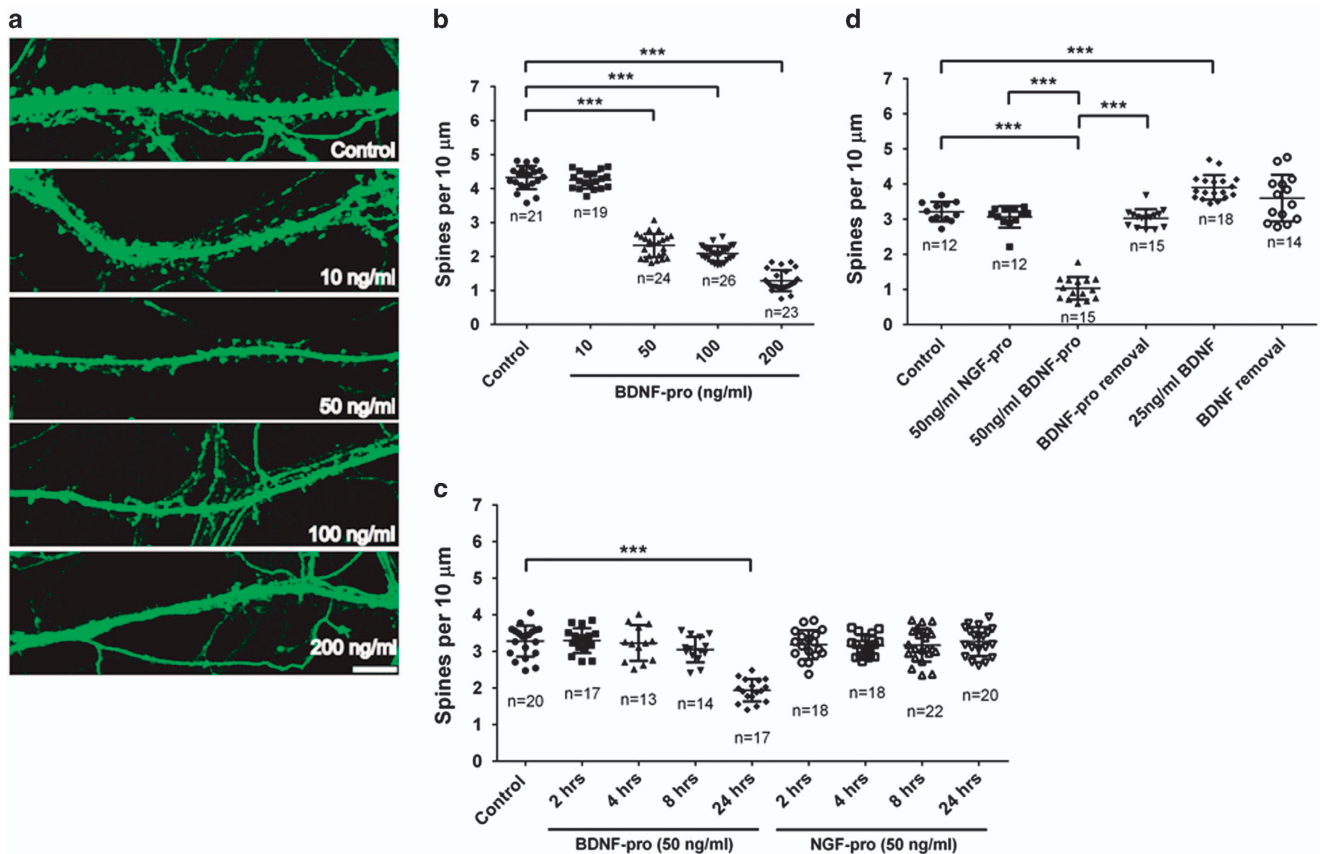 a
Control
10 ng/ml
50 ng/ml
100 ng/ml
200 ng/ml
b
***
***
***
Spines per 10 μm
7
6
5
4
3
2
1
0
n=21
n=19
n=24
n=26
n=23
Control
10
50
100
200
BDNF-pro (ng/ml)
d
***
***
***
***
Spines per 10 μm
7
6
5
4
3
2
1
0
n=12
n=12
n=15
n=15
n=18
n=14
Control
50ng/ml NGF-pro
50ng/ml BDNF-pro
BDNF-pro removal
25ng/ml BDNF
BDNF removal
c
***
Spines per 10 μm
7
6
5
4
3
2
1
0
n=20
n=17
n=13
n=14
n=17
n=18
n=18
n=22
n=20
Control
2 hrs
4 hrs
8 hrs
24 hrs
2 hrs
4 hrs
8 hrs
24 hrs
BDNF-pro (50 ng/ml)
NGF-pro (50 ng/ml)